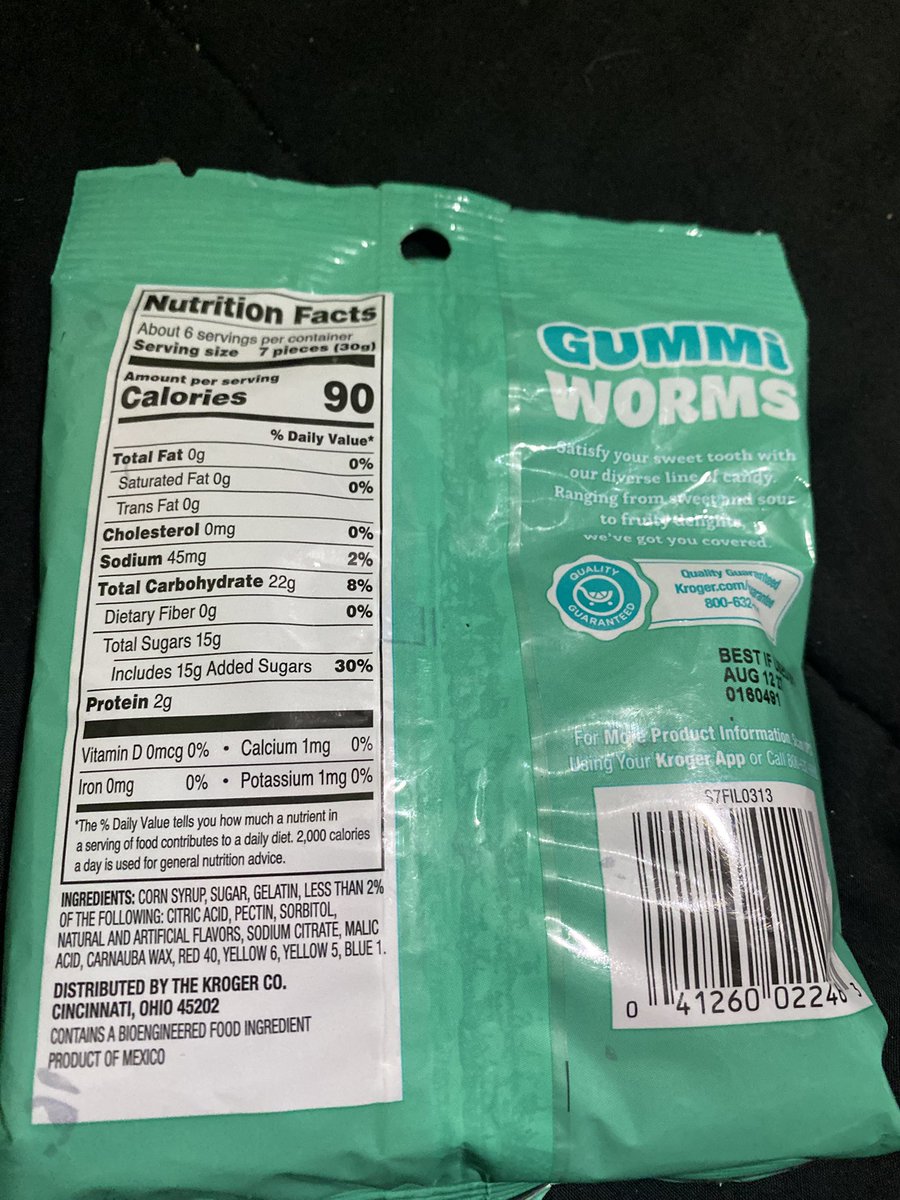 Nutrition Facts
About 6 servings per container
Serving size 7 pieces (30g)
Amount per serving
Calories 90
% Daily Value*
Total Fat 0g 0%
Saturated Fat 0g 0%
Trans Fat 0g
Cholesterol 0mg 0%
Sodium 45mg 2%
Total Carbohydrate 22g 8%
Dietary Fiber 0g 0%
Total Sugars 15g
Includes 15g Added Sugars 30%
Protein 2g
Vitamin D 0mcg 0% • Calcium 1mg 0%
Iron 0mg 0% • Potassium 1mg 0%
*The % Daily Value tells you how much a nutrient in
a serving of food contributes to a daily diet. 2,000 calories
a day is used for general nutrition advice.
INGREDIENTS: CORN SYRUP, SUGAR, GELATIN, LESS THAN 2%
OF THE FOLLOWING: CITRIC ACID, PECTIN, SORBITOL,
NATURAL AND ARTIFICIAL FLAVORS, SODIUM CITRATE, MALIC
ACID, CARNAUBA WAX, RED 40, YELLOW 6, YELLOW 5, BLUE 1.
DISTRIBUTED BY THE KROGER CO.
CINCINNATI, OHIO 45202
CONTAINS A BIOENGINEERED FOOD INGREDIENT
PRODUCT OF MEXICO
GUMMi
WORMS
Satisfy your sweet tooth with
our diverse line of candy.
Ranging from sweet and sour
to fruity delights,
we've got you covered.
QUALITY
GUARANTEED
Quality Guaranteed
Kroger.com/
800-632-
BEST IF
AUG 12
0160491
For More Product Information
Using Your Kroger App or Call
S7FIL0313
0 41260 02246 3